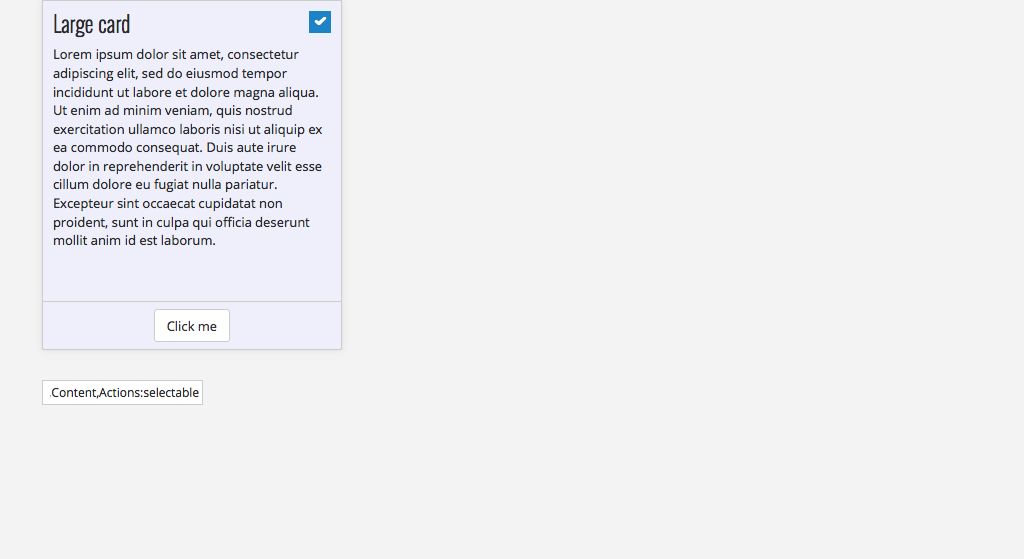 Large card
Lorem ipsum dolor sit amet, consectetur
adipiscing elit, sed do eiusmod tempor
incididunt ut labore et dolore magna aliqua.
Ut enim ad minim veniam, quis nostrud
exercitation ullamco laboris nisi ut aliquip ex
ea commodo consequat. Duis aute irure
dolor in reprehenderit in voluptate velit esse
cillum dolore eu fugiat nulla pariatur.
Excepteur sint occaecat cupidatat non
proident, sunt in culpa qui officia deserunt
mollit anim id est laborum.
Click me
Content,Actions:selectable